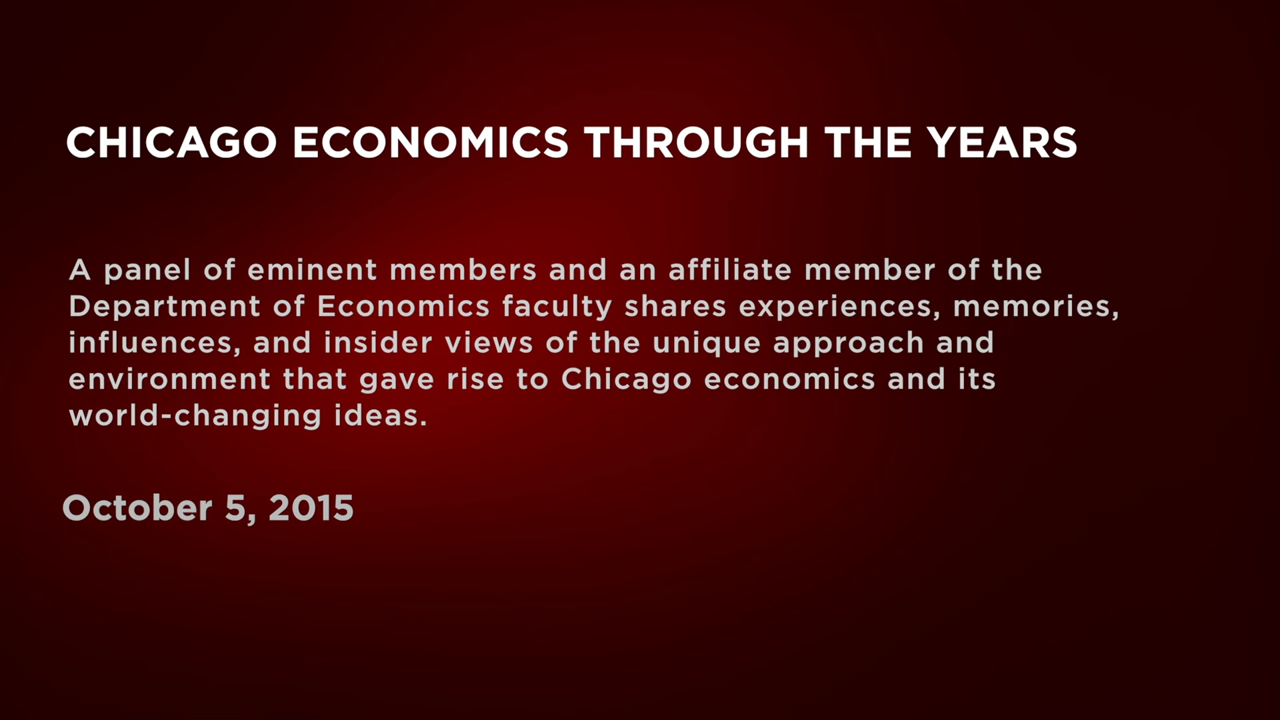 CHICAGO ECONOMICS THROUGH THE YEARS
A panel of eminent members and an affiliate member of the
Department of Economics faculty shares experiences, memories,
influences, and insider views of the unique approach and
environment that gave rise to Chicago economics and its
world-changing ideas.
October 5, 2015